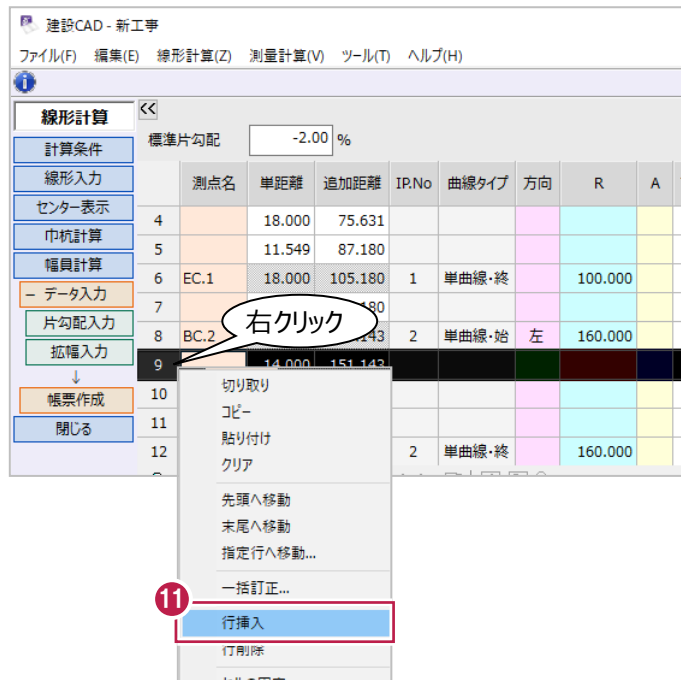 建設CAD - 新工事
ファイル(F) 編集(E) 線形計算(Z) 測量計算(V) ツール(T) ヘルプ(H)
線形計算
計算条件
線形入力
センター表示
巾杭計算
幅員計算
− データ入力
片勾配入力
拡幅入力
↓
帳票作成
閉じる
<<
標準片勾配 -2.00 %
測点名 単距離 追加距離 IP.No 曲線タイプ 方向 R A
4 18.000 75.631
5 11.549 87.180
6 EC.1 18.000 105.180 1 単曲線・終 100.000
7
8 BC.2 2 単曲線・始 左 160.000
9 14.000 151.143
10
11
12 2 単曲線・終 160.000
右クリック
切り取り
コピー
貼り付け
クリア
先頭へ移動
末尾へ移動
指定行へ移動...
一括訂正...
11
行挿入
行削除